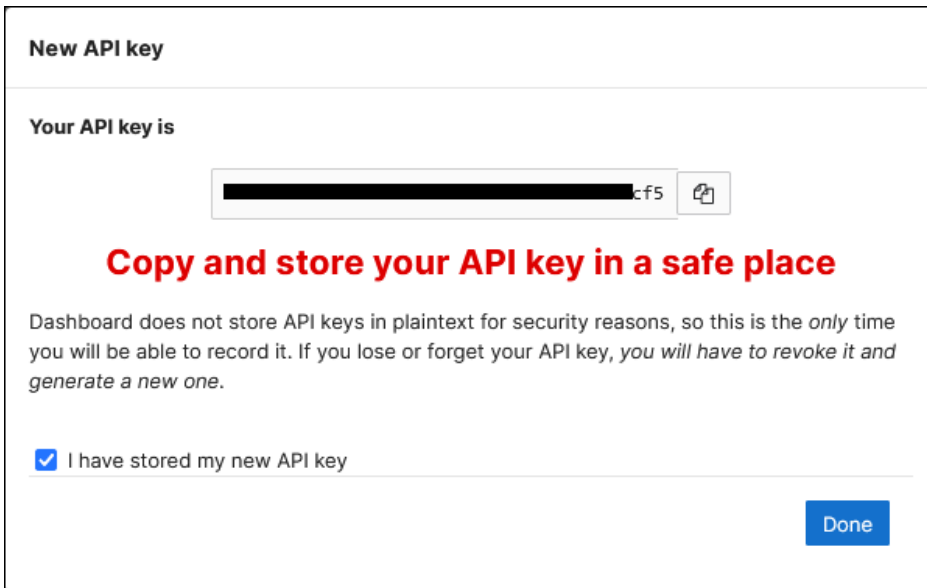 New API key
Your API key is
cf5
Copy and store your API key in a safe place
Dashboard does not store API keys in plaintext for security reasons, so this is the only time
you will be able to record it. If you lose or forget your API key, you will have to revoke it and
generate a new one.
I have stored my new API key
Done